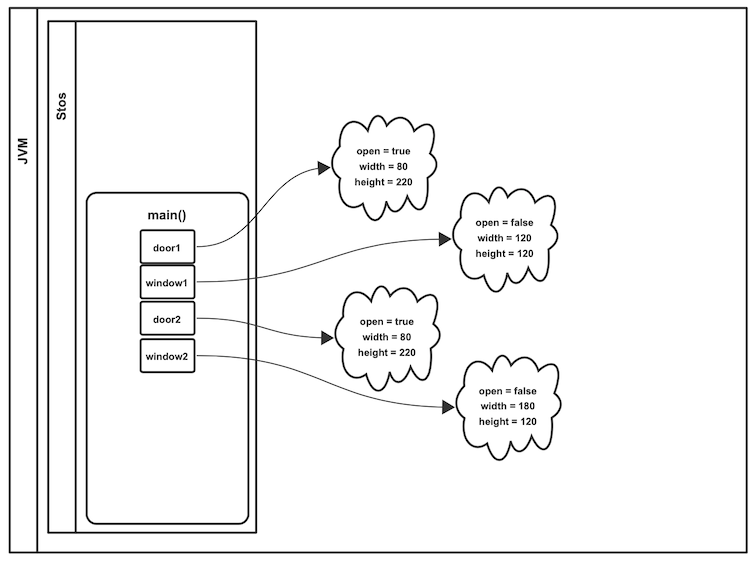 JVM
Stos
main()
door1
window1
door2
window2
open = true
width = 80
height = 220
open = false
width = 120
height = 120
open = true
width = 80
height = 220
open = false
width = 180
height = 120